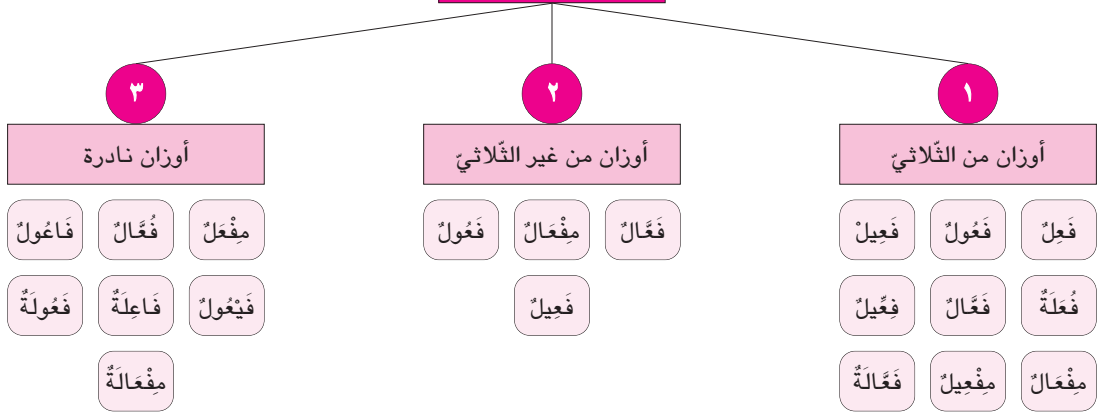 ١
٢
٣
أوزان من الثّلاثيّ
أوزان من غير الثّلاثيّ
أوزان نادرة
فَعِلٌ فَعُولٌ فَعِيلْ
فُعَلَةٌ فَعَّالٌ فِعِّيلٌ
مِفْعَالٌ مِفْعِيلٌ فَعَّالَةٌ
فَعَّالٌ مِفْعَالٌ فَعُولٌ
فَعِيلٌ
مِفْعَلٌ فُعَّالٌ فَاعُولٌ
فَيْعُولٌ فَاعِلَةٌ فَعُولَةٌ
مِفْعَالَةٌ